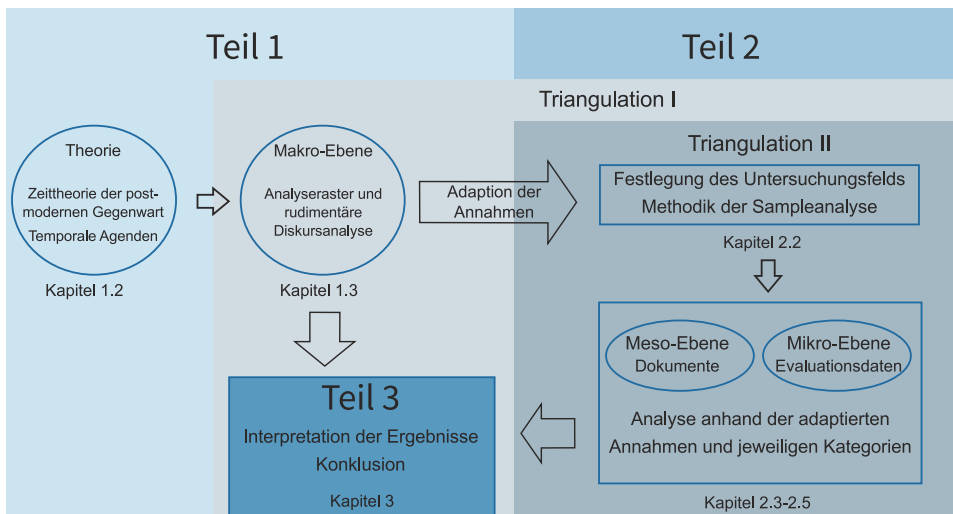 Teil 1
Teil 2
Triangulation I
Theorie
Zeittheorie der post-
modernen Gegenwart
Temporale Agenden
Kapitel 1.2
Makro-Ebene
Analyseraster und
rudimentäre
Diskursanalyse
Kapitel 1.3
Adaption der
Annahmen
Triangulation II
Festlegung des Untersuchungsfelds
Methodik der Sampleanalyse
Kapitel 2.2
Meso-Ebene
Dokumente
Mikro-Ebene
Evaluationsdaten
Analyse anhand der adaptierten
Annahmen und jeweiligen Kategorien
Kapitel 2.3-2.5
Teil 3
Interpretation der Ergebnisse
Konklusion
Kapitel 3